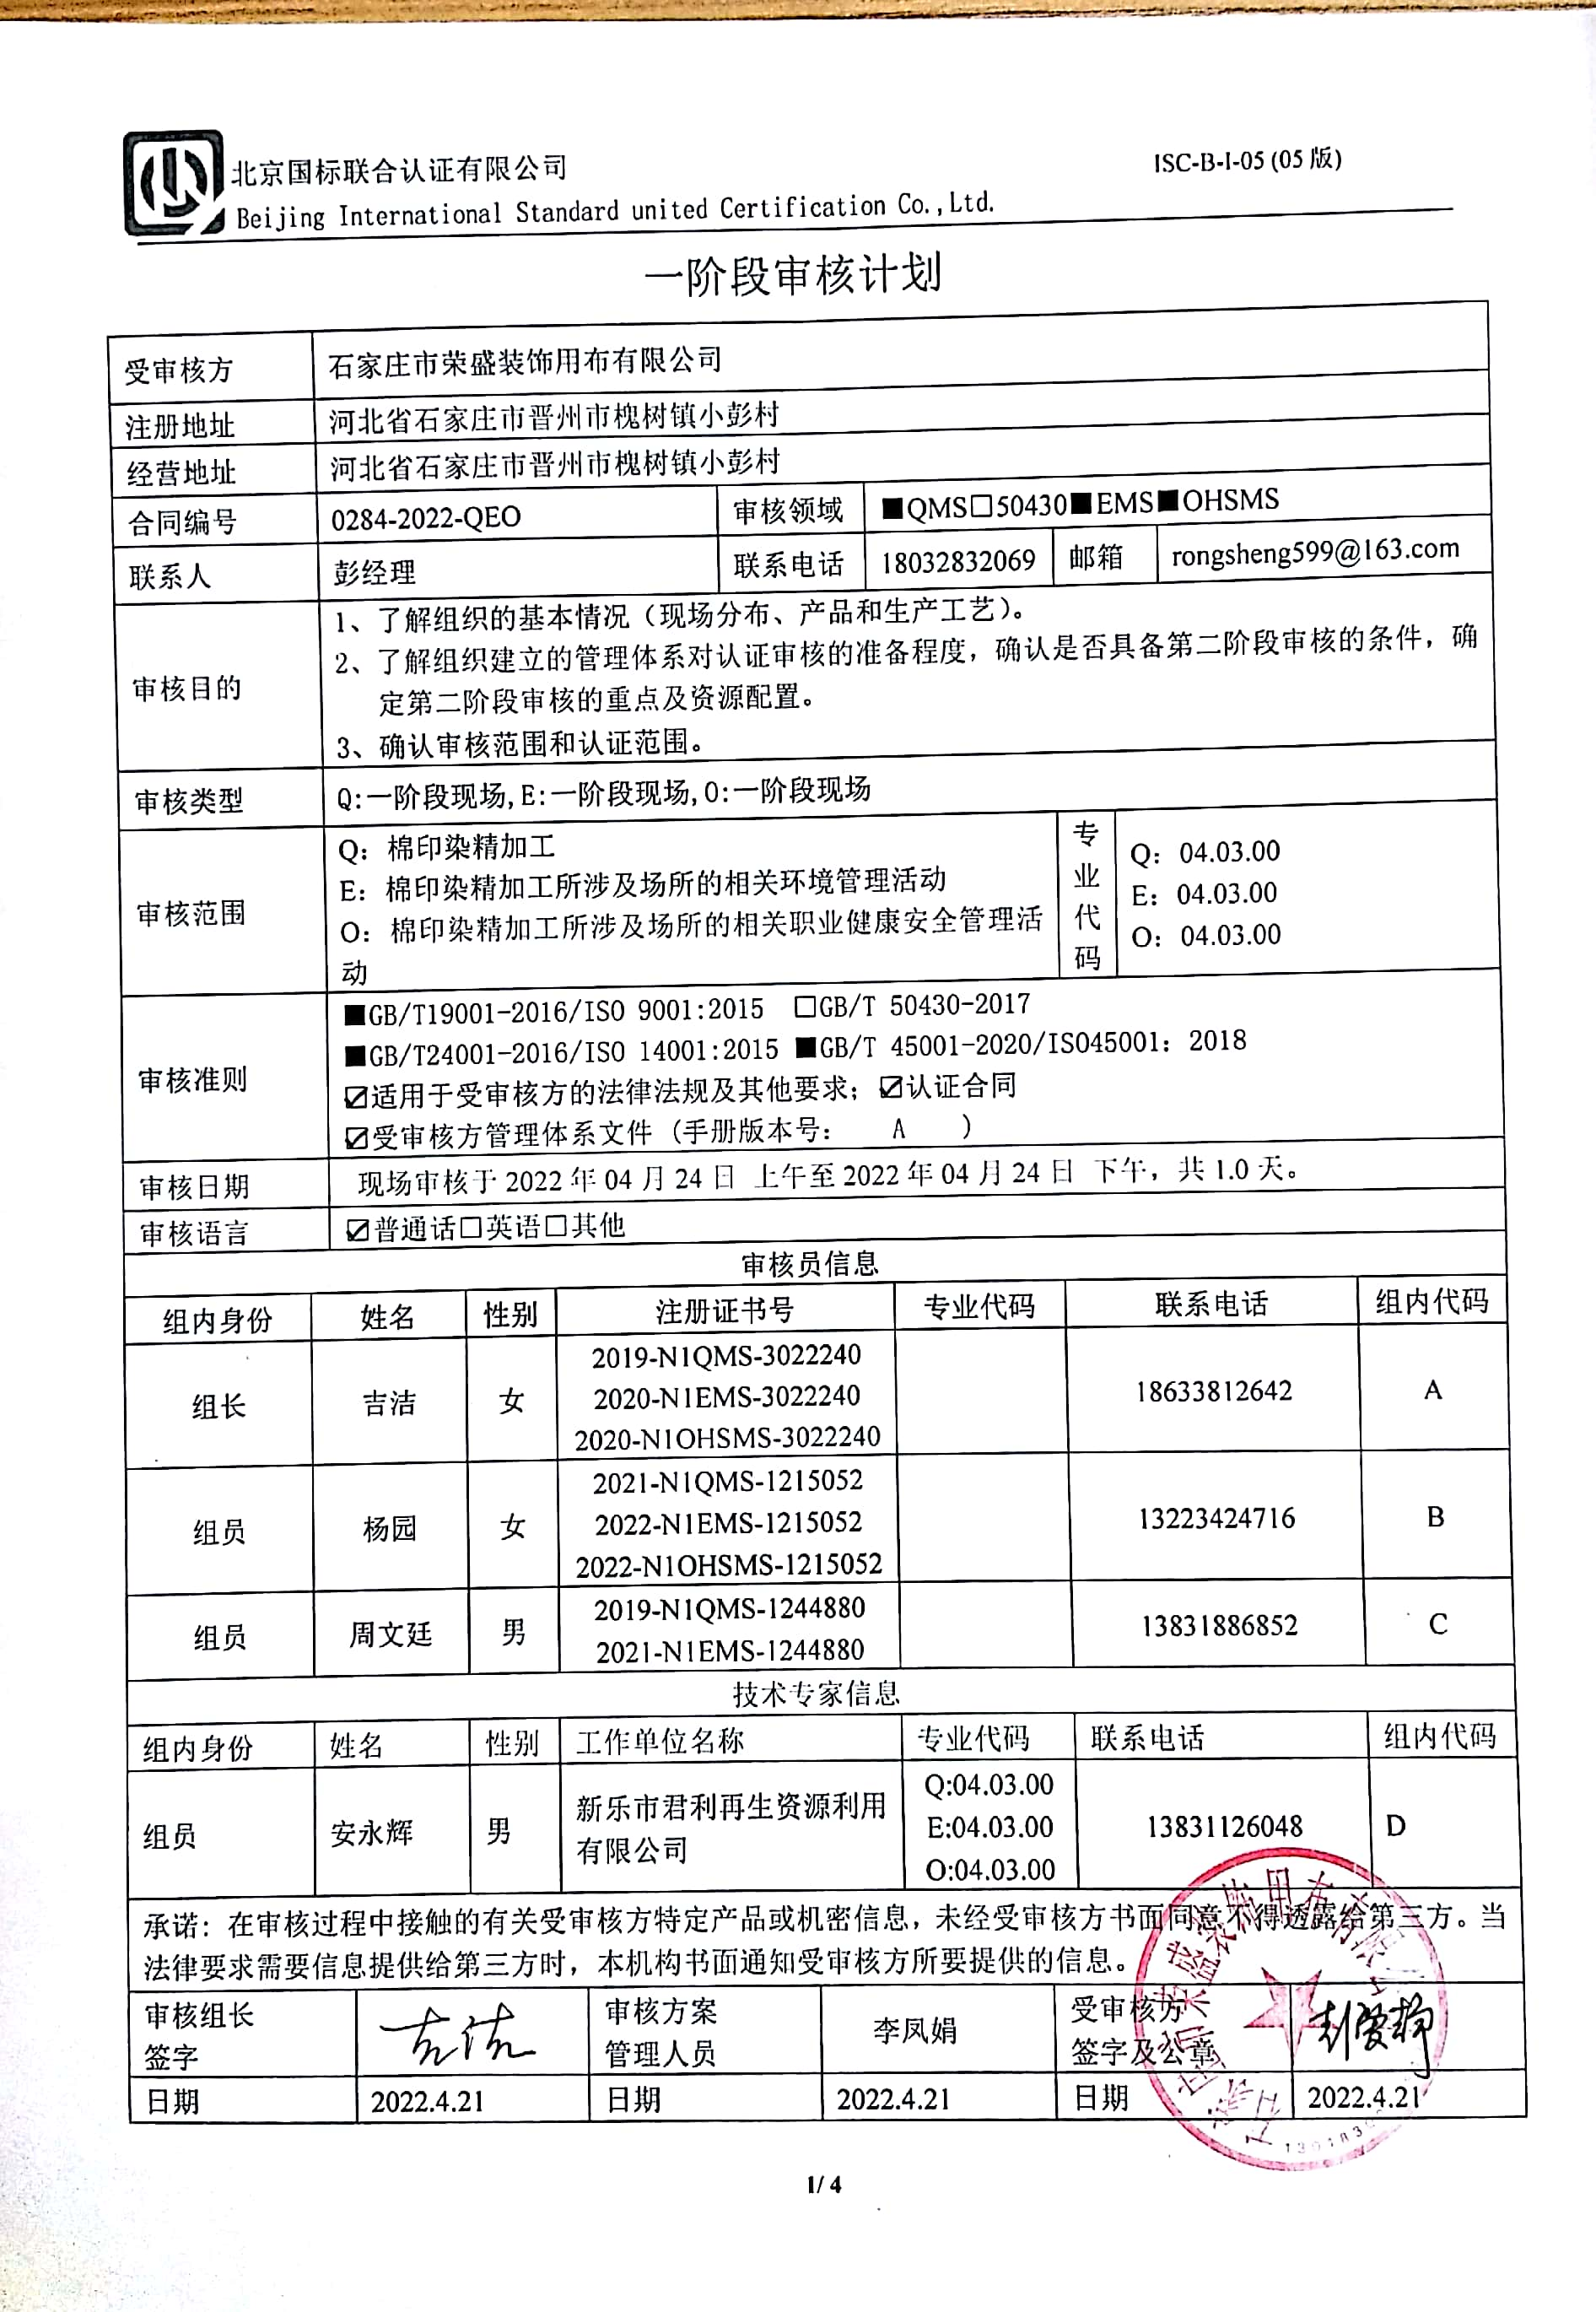 北京国标联合认证有限公司
ISC-B-I-05 (05 版)
Beijing International Standard united Certification Co.,Ltd.
一阶段审核计划
受审核方 石家庄市荣盛装饰用布有限公司
注册地址 河北省石家庄市晋州市槐树镇小彭村
经营地址 河北省石家庄市晋州市槐树镇小彭村
合同编号 0284-2022-QEO 审核领域 ■QMS□50430■EMS■OHSMS
联系人 彭经理 联系电话 18032832069 邮箱 rongsheng599@163.com
审核目的
1、了解组织的基本情况（现场分布、产品和生产工艺）。
2、了解组织建立的管理体系对认证审核的准备程度，确认是否具备第二阶段审核的条件，确
定第二阶段审核的重点及资源配置。
3、确认审核范围和认证范围。
审核类型 Q:一阶段现场,E:一阶段现场,O:一阶段现场
审核范围
Q：棉印染精加工
E：棉印染精加工所涉及场所的相关环境管理活动
O：棉印染精加工所涉及场所的相关职业健康安全管理活
动
专业代码
Q：04.03.00
E：04.03.00
O：04.03.00
审核准则
■GB/T19001-2016/ISO 9001:2015 □GB/T 50430-2017
■GB/T24001-2016/ISO 14001:2015 ■GB/T 45001-2020/ISO45001：2018
☑适用于受审核方的法律法规及其他要求；☑认证合同
☑受审核方管理体系文件（手册版本号： A ）
审核日期 现场审核于 2022 年 04 月 24 日 上午至 2022 年 04 月 24 日 下午，共 1.0 天。
审核语言 ☑普通话□英语□其他
审核员信息
组内身份 姓名 性别 注册证书号 专业代码 联系电话 组内代码
组长 吉洁 女
2019-N1QMS-3022240
2020-N1EMS-3022240
2020-N1OHSMS-3022240
18633812642 A
组员 杨园 女
2021-N1QMS-1215052
2022-N1EMS-1215052
2022-N1OHSMS-1215052
13223424716 B
组员 周文廷 男
2019-N1QMS-1244880
2021-N1EMS-1244880
13831886852 C
技术专家信息
组内身份 姓名 性别 工作单位名称 专业代码 联系电话 组内代码
组员 安永辉 男
新乐市君利再生资源利用
有限公司
Q:04.03.00
E:04.03.00
O:04.03.00
13831126048 D
承诺：在审核过程中接触的有关受审核方特定产品或机密信息，未经受审核方书面同意不得透露给第三方。当
法律要求需要信息提供给第三方时，本机构书面通知受审核方所要提供的信息。
审核组长
签字
吉洁
审核方案
管理人员
李凤娟
受审核方
签字及公章
日期 2022.4.21 日期 2022.4.21 日期 2022.4.21
1/ 4